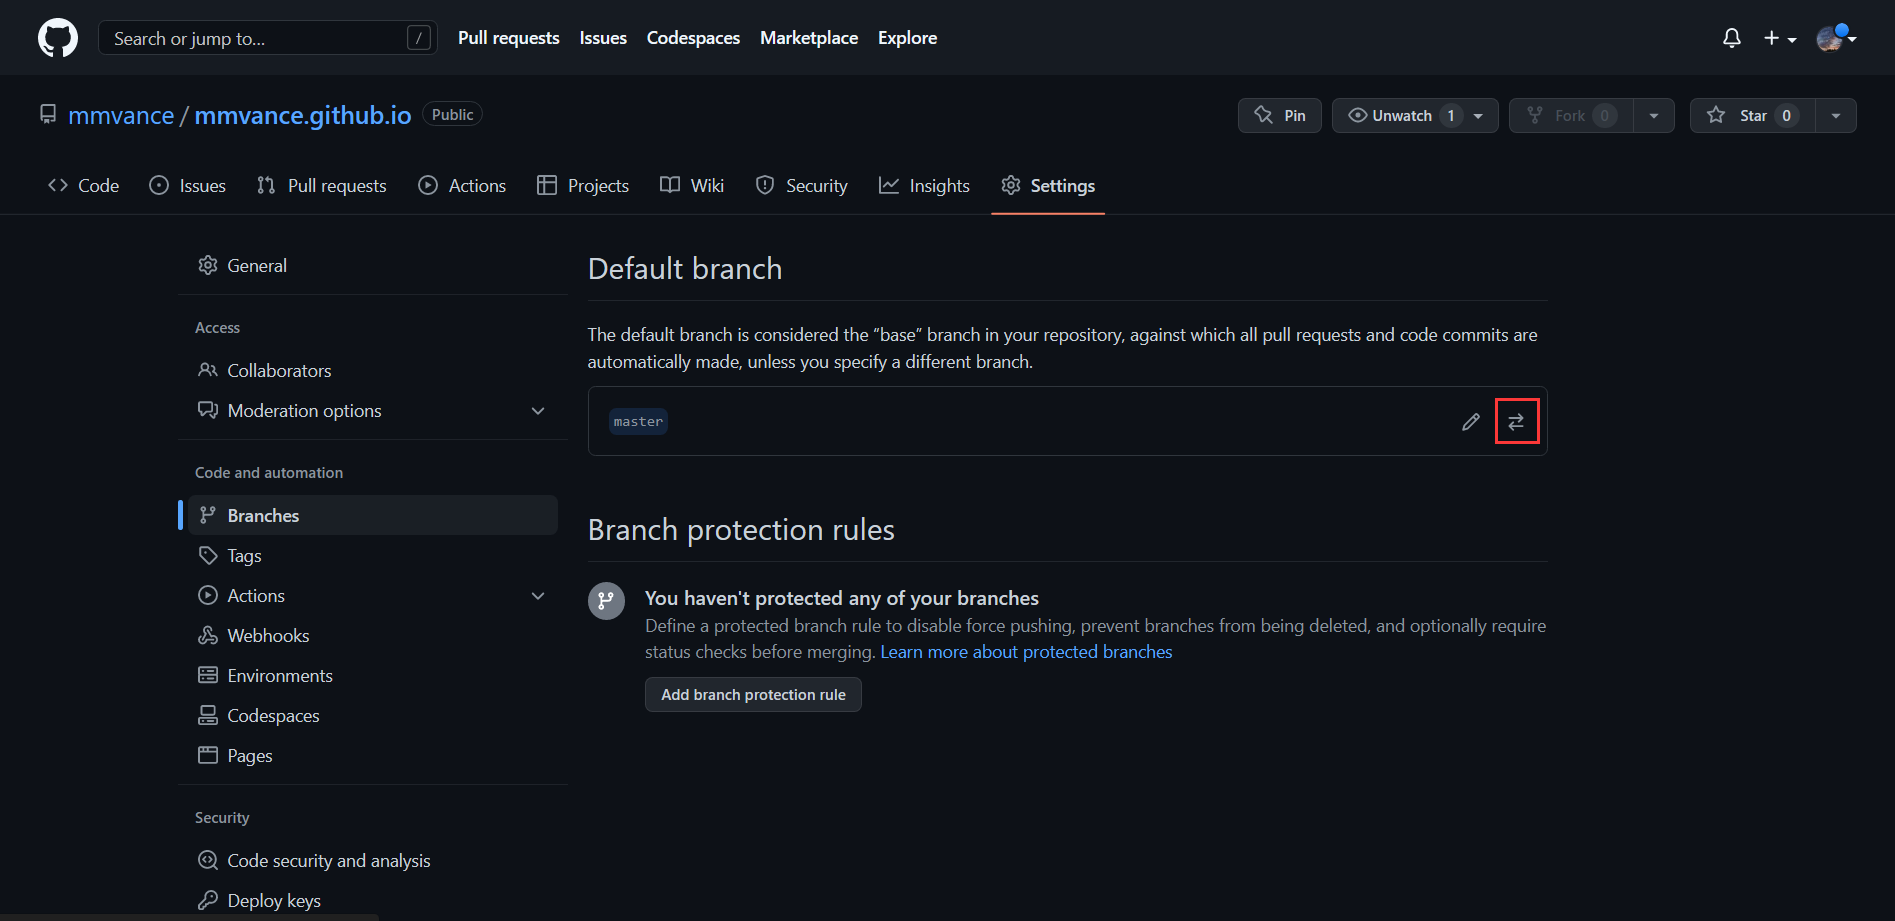 Search or jump to... /
Pull requests Issues Codespaces Marketplace Explore
mmvance / mmvance.github.io Public
Pin Unwatch 1 Fork 0 Star 0
Code Issues Pull requests Actions Projects Wiki Security Insights Settings
General
Access
Collaborators
Moderation options
Code and automation
Branches
Tags
Actions
Webhooks
Environments
Codespaces
Pages
Security
Code security and analysis
Deploy keys
Default branch
The default branch is considered the “base” branch in your repository, against which all pull requests and code commits are
automatically made, unless you specify a different branch.
master
Branch protection rules
You haven't protected any of your branches
Define a protected branch rule to disable force pushing, prevent branches from being deleted, and optionally require
status checks before merging. Learn more about protected branches
Add branch protection rule